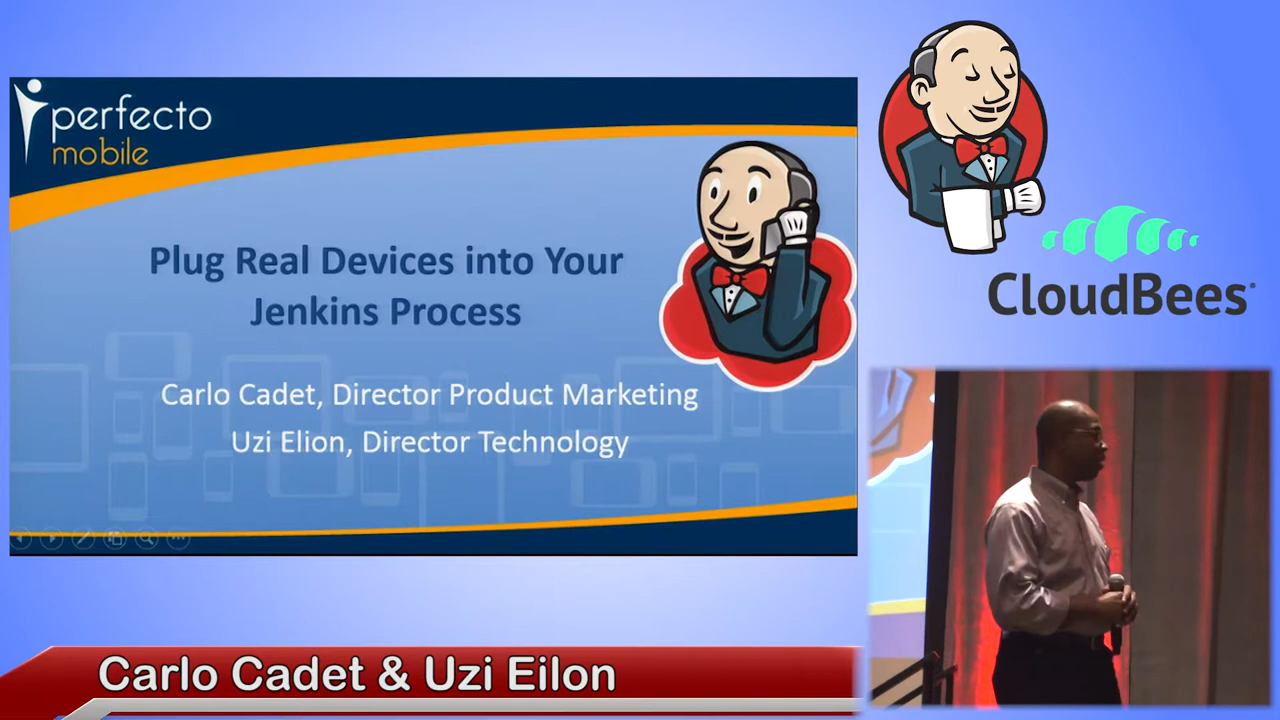 perfecto
mobile
Plug Real Devices into Your
Jenkins Process
Carlo Cadet, Director Product Marketing
Uzi Elion, Director Technology
CloudBees
Carlo Cadet & Uzi Eilon